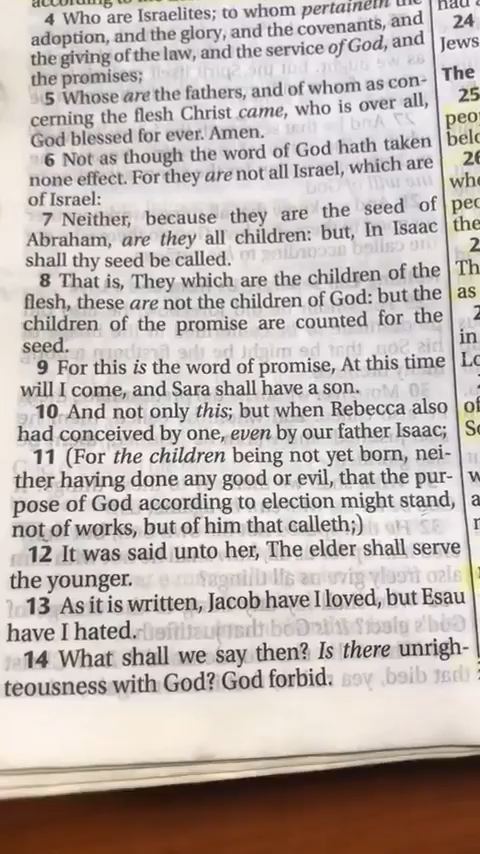 according to
4 Who are Israelites; to whom pertaineth the
adoption, and the glory, and the covenants, and
the giving of the law, and the service of God, and
the promises;
5 Whose are the fathers, and of whom as con-
cerning the flesh Christ came, who is over all,
God blessed for ever. Amen.
6 Not as though the word of God hath taken
none effect. For they are not all Israel, which are
of Israel:
7 Neither, because they are the seed of
Abraham, are they all children: but, In Isaac
shall thy seed be called.
8 That is, They which are the children of the
flesh, these are not the children of God: but the
children of the promise are counted for the
seed.
9 For this is the word of promise, At this time
will I come, and Sara shall have a son.
10 And not only this; but when Rebecca also
had conceived by one, even by our father Isaac;
11 (For the children being not yet born, nei-
ther having done any good or evil, that the pur-
pose of God according to election might stand,
not of works, but of him that calleth;)
12 It was said unto her, The elder shall serve
the younger.
13 As it is written, Jacob have I loved, but Esau
have I hated.
14 What shall we say then? Is there unrigh-
teousness with God? God forbid.
had
24
Jews
The
25
26
the
Th
as
in
of